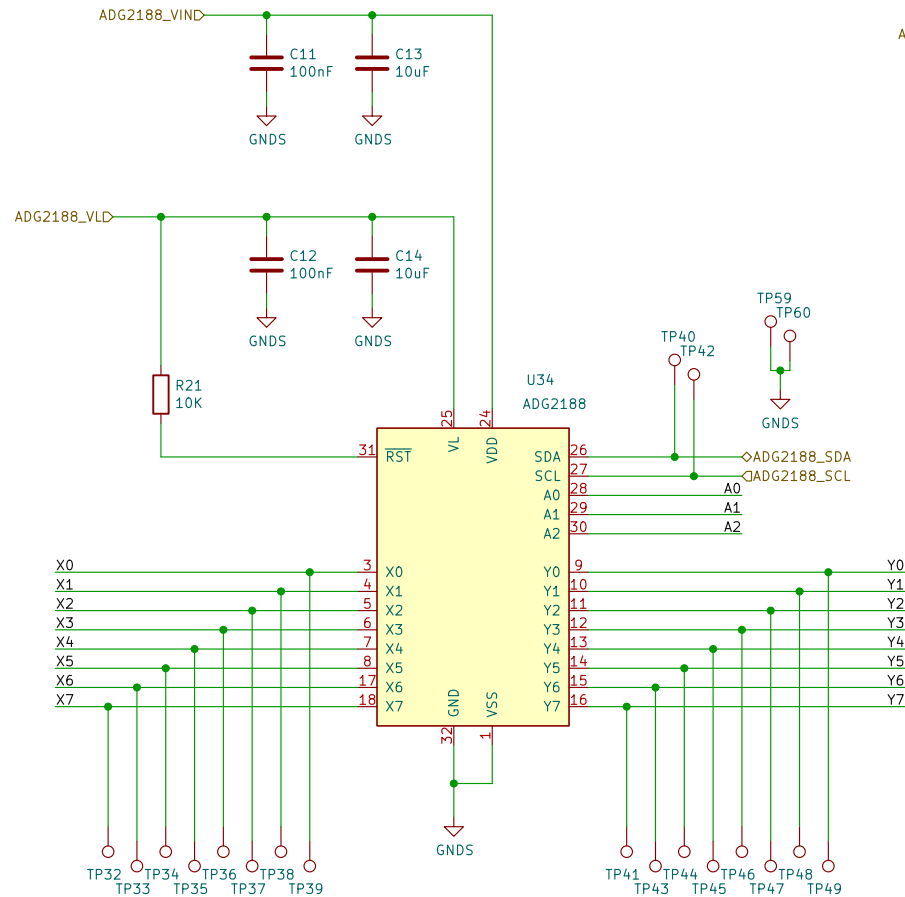 ADG2188_VIN
A
C11
100nF
C13
10uF
GNDS
GNDS
ADG2188_VL
C12
100nF
C14
10uF
GNDS
GNDS
TP59
TP60
TP40
TP42
R21
10K
U34
ADG2188
GNDS
25
24
VL
VDD
31
RST
SDA
26
ADG2188_SDA
SCL
27
ADG2188_SCL
A0
28
A0
A1
29
A1
A2
30
A2
X0
3
X0
Y0
9
Y0
X1
4
X1
Y1
10
Y1
X2
5
X2
Y2
11
Y2
X3
6
X3
Y3
12
Y3
X4
7
X4
Y4
13
Y4
X5
8
X5
Y5
14
Y5
X6
17
X6
Y6
15
Y6
X7
18
X7
Y7
16
Y7
GND
VSS
32
1
GNDS
TP32
TP34
TP36
TP38
TP33
TP35
TP37
TP39
TP41
TP44
TP46
TP48
TP43
TP45
TP47
TP49